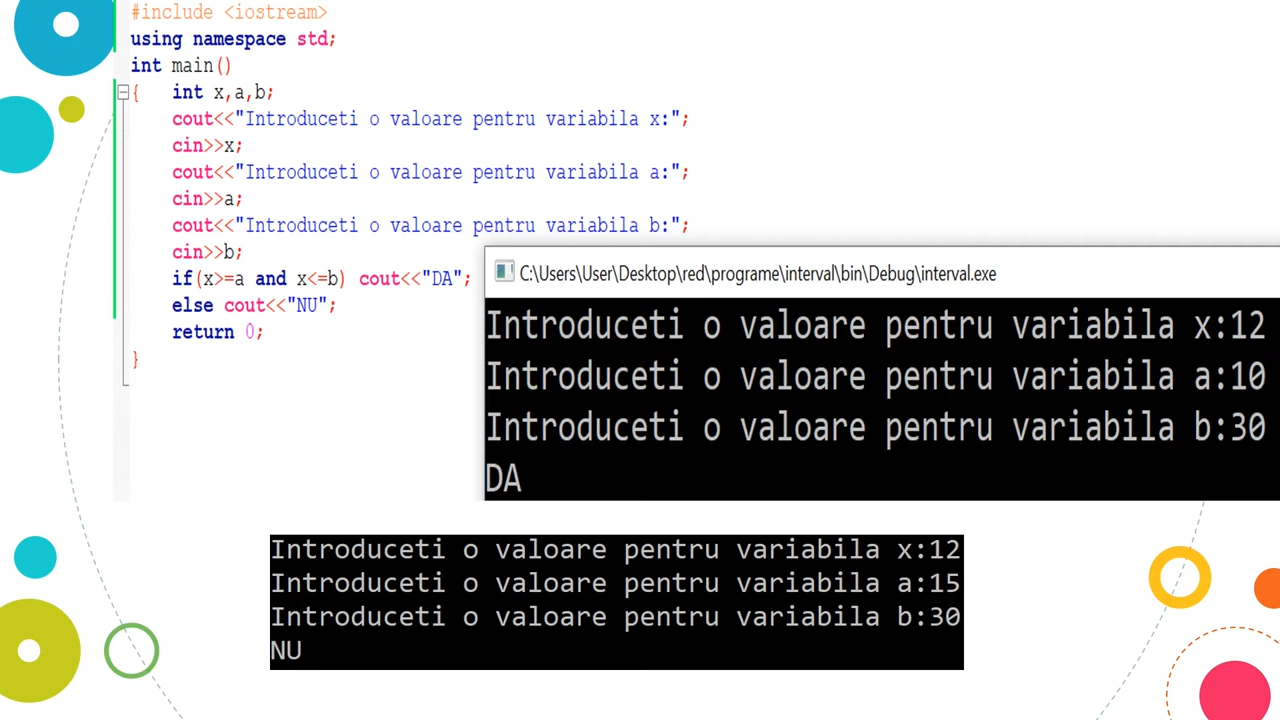 #include <iostream>
using namespace std;
int main()
{ int x,a,b;
cout<<"Introduceti o valoare pentru variabila x:";
cin>>x;
cout<<"Introduceti o valoare pentru variabila a:";
cin>>a;
cout<<"Introduceti o valoare pentru variabila b:";
cin>>b;
if(x>=a and x<=b) cout<<"DA";
else cout<<"NU";
return 0;
}
C:\Users\User\Desktop\red\programe\interval\bin\Debug\interval.exe
Introduceti o valoare pentru variabila x:12
Introduceti o valoare pentru variabila a:10
Introduceti o valoare pentru variabila b:30
DA
Introduceti o valoare pentru variabila x:12
Introduceti o valoare pentru variabila a:15
Introduceti o valoare pentru variabila b:30
NU